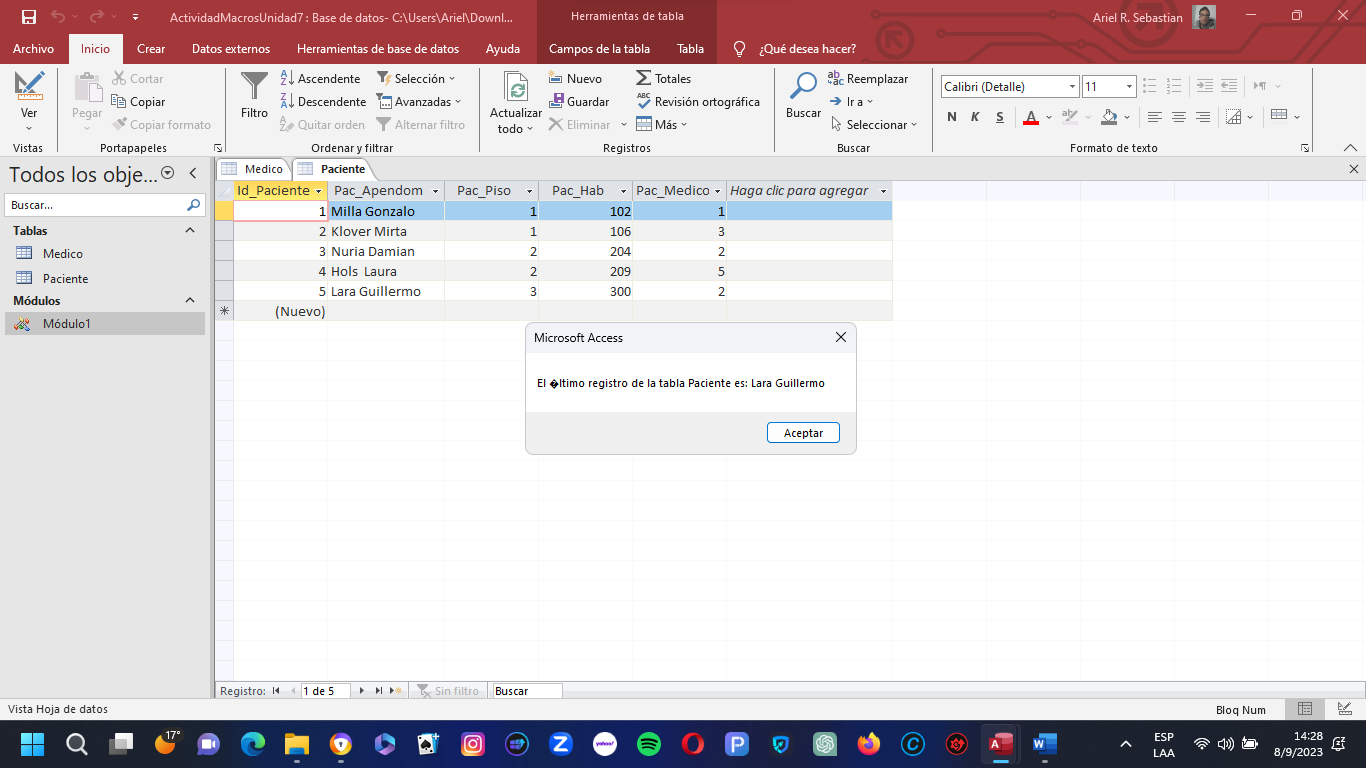 ActividadMacrosUnidad7 : Base de datos- C:\Users\Ariel\Downl...
Herramientas de tabla
Ariel R. Sebastian
Archivo Inicio Crear Datos externos Herramientas de base de datos Ayuda Campos de la tabla Tabla ¿Qué desea hacer?
Ver
Vistas
Pegar
Cortar
Copiar
Copiar formato
Portapapeles
Filtro
Ascendente
Descendente
Quitar orden
Selección
Avanzadas
Alternar filtro
Ordenar y filtrar
Actualizar
todo
Nuevo
Guardar
Eliminar
Totales
Revisión ortográfica
Más
Registros
Buscar
Reemplazar
Ir a
Seleccionar
Buscar
Calibri (Detalle) 11
N K S A
Formato de texto
Todos los obje...
Buscar...
Tablas
Medico
Paciente
Módulos
Módulo1
Medico Paciente
Id_Paciente Pac_Apendom Pac_Piso Pac_Hab Pac_Medico Haga clic para agregar
1 Milla Gonzalo 1 102 1
2 Klover Mirta 1 106 3
3 Nuria Damian 2 204 2
4 Hols  Laura 2 209 5
5 Lara Guillermo 3 300 2
(Nuevo)
Microsoft Access
El �ltimo registro de la tabla Paciente es: Lara Guillermo
Aceptar
Registro: 1 de 5 Sin filtro Buscar
Vista Hoja de datos
Bloq Num
17°
yahoo!
ESP
LAA
14:28
8/9/2023